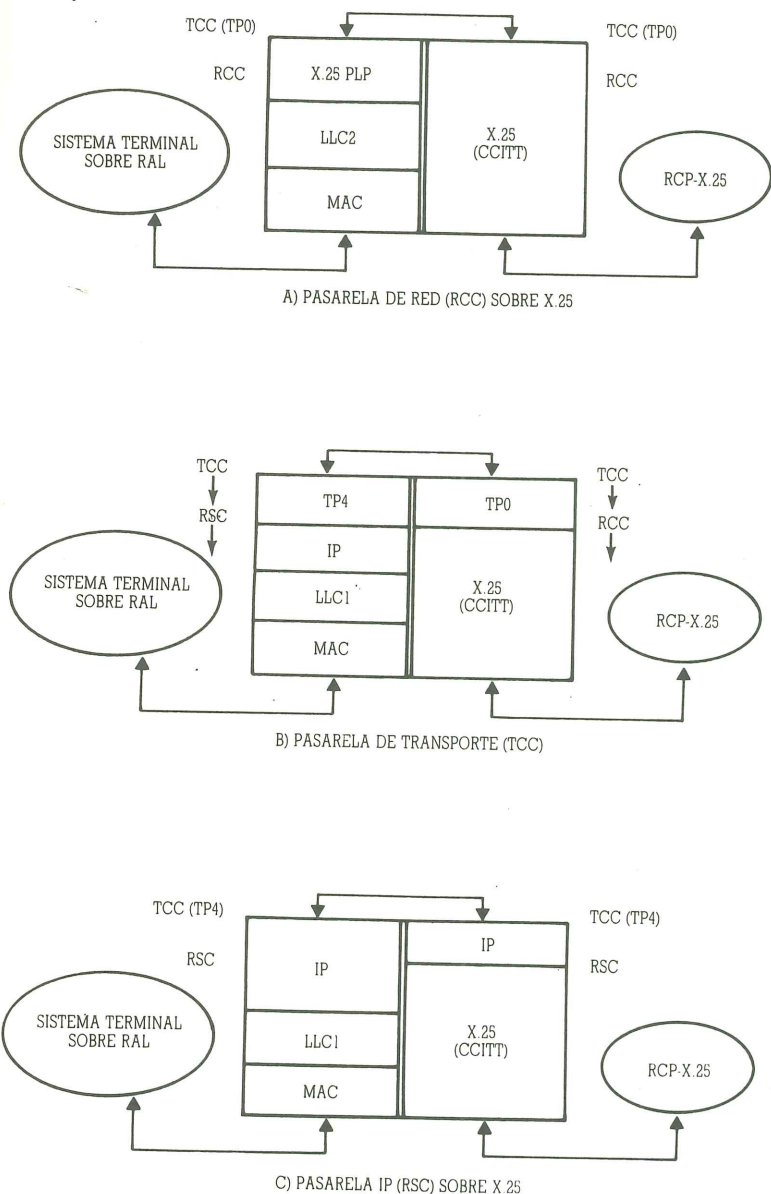 TCC (TP0)
TCC (TP0)
RCC
X.25 PLP
RCC
SISTEMA TERMINAL
SOBRE RAL
LLC2
X.25
(CCITT)
RCP-X.25
MAC
A) PASARELA DE RED (RCC) SOBRE X.25
TCC
TCC
TP4
TP0
RSC
RCC
IP
SISTEMA TERMINAL
SOBRE RAL
LLC1
X.25
(CCITT)
RCP-X.25
MAC
B) PASARELA DE TRANSPORTE (TCC)
TCC (TP4)
TCC (TP4)
IP
RSC
IP
RSC
SISTEMA TERMINAL
SOBRE RAL
LLC1
X.25
(CCITT)
RCP-X.25
MAC
C) PASARELA IP (RSC) SOBRE X.25